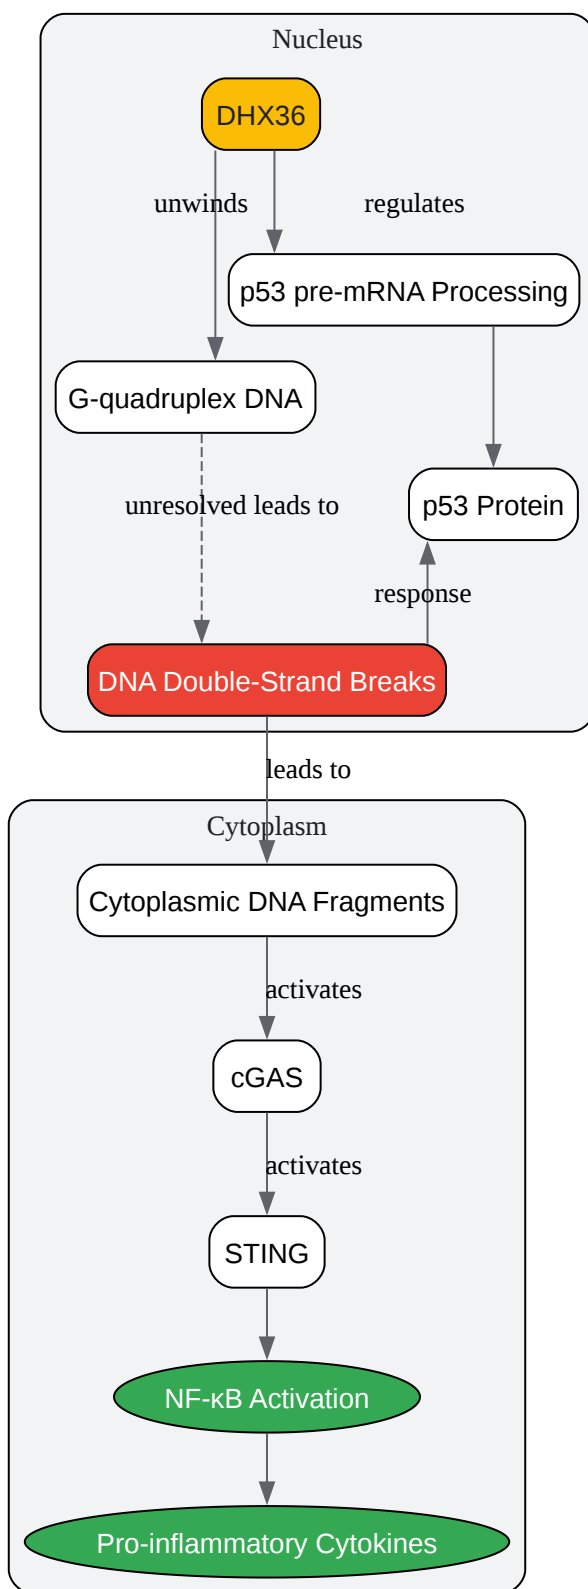 Nucleus
DHX36
unwinds
regulates
p53 pre-mRNA Processing
G-quadruplex DNA
p53 Protein
unresolved leads to
response
DNA Double-Strand Breaks
leads to
Cytoplasm
Cytoplasmic DNA Fragments
activates
cGAS
activates
STING
NF-κB Activation
Pro-inflammatory Cytokines